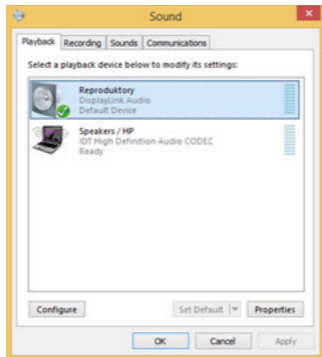 Sound
Playback Recording Sounds Communications
Select a playback device below to modify its settings:
Reproduktory
DisplayLink Audio
Default Device
Speakers / HP
IDT High Definition Audio CODEC
Ready
Configure Set Default Properties
OK Cancel Apply